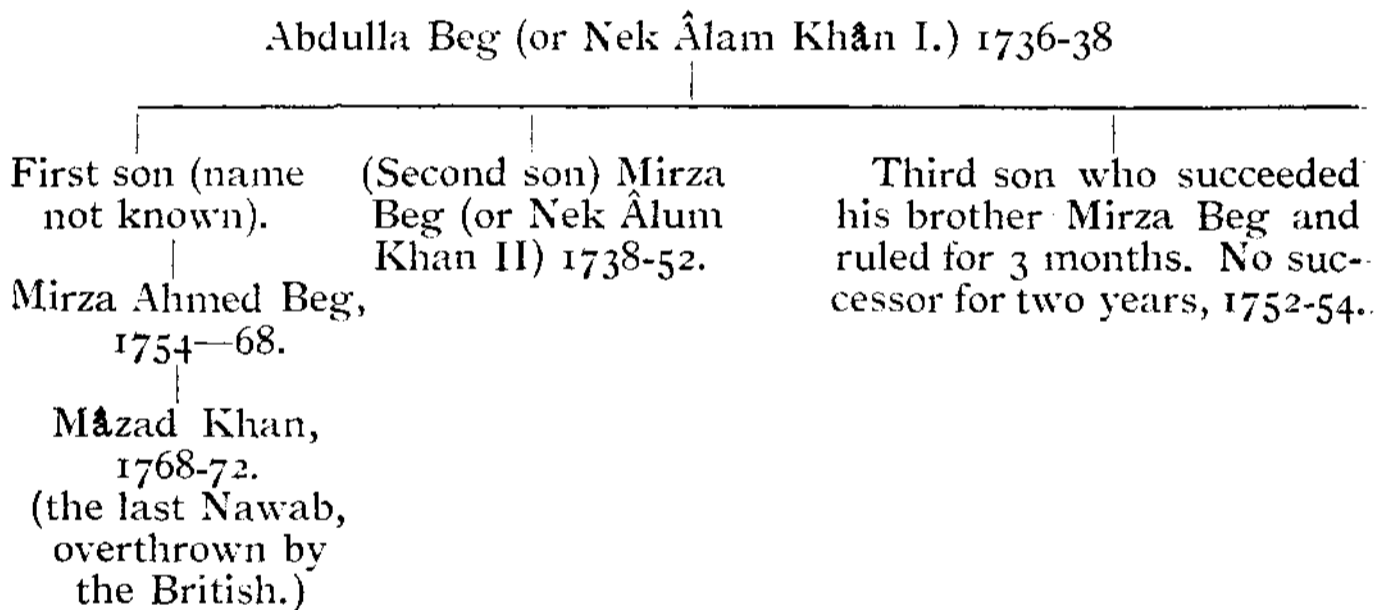 Abdulla Beg (or Nek Âlam Khân I.) 1736-38
First son (name
not known).
Mirza Ahmed Beg,
1754—68.
Mâzad Khan,
1768-72.
(the last Nawab,
overthrown by
the British.)
(Second son) Mirza
Beg (or Nek Âlum
Khan II) 1738-52.
Third son who succeeded
his brother Mirza Beg and
ruled for 3 months. No suc-
cessor for two years, 1752-54.